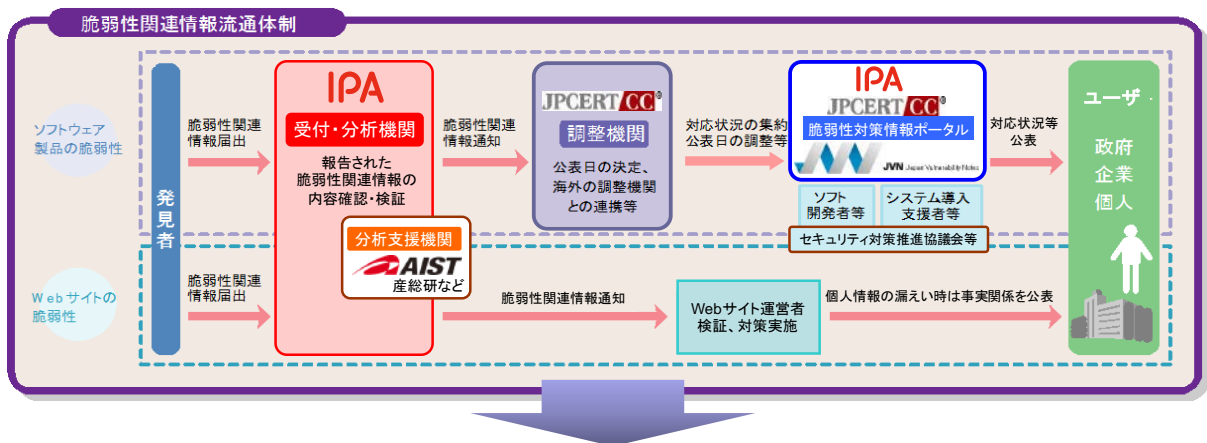 脆弱性関連情報流通体制
ソフトウェア
製品の脆弱性
発見者
脆弱性関連
情報届出
IPA
受付・分析機関
報告された
脆弱性関連情報の
内容確認・検証
分析支援機関
AIST
産総研など
脆弱性関連
情報通知
JPCERT/CC®
調整機関
公表日の決定、
海外の調整機関
との連携等
対応状況の集約
公表日の調整等
IPA
JPCERT/CC®
脆弱性対策情報ポータル
JVN Japan Vulnerability Notes
ソフト
開発者等
システム導入
支援者等
セキュリティ対策推進協議会等
対応状況等
公表
ユーザ
政府
企業
個人
Webサイトの
脆弱性
脆弱性関連
情報届出
脆弱性関連情報通知
Webサイト運営者
検証、対策実施
個人情報の漏えい時は事実関係を公表